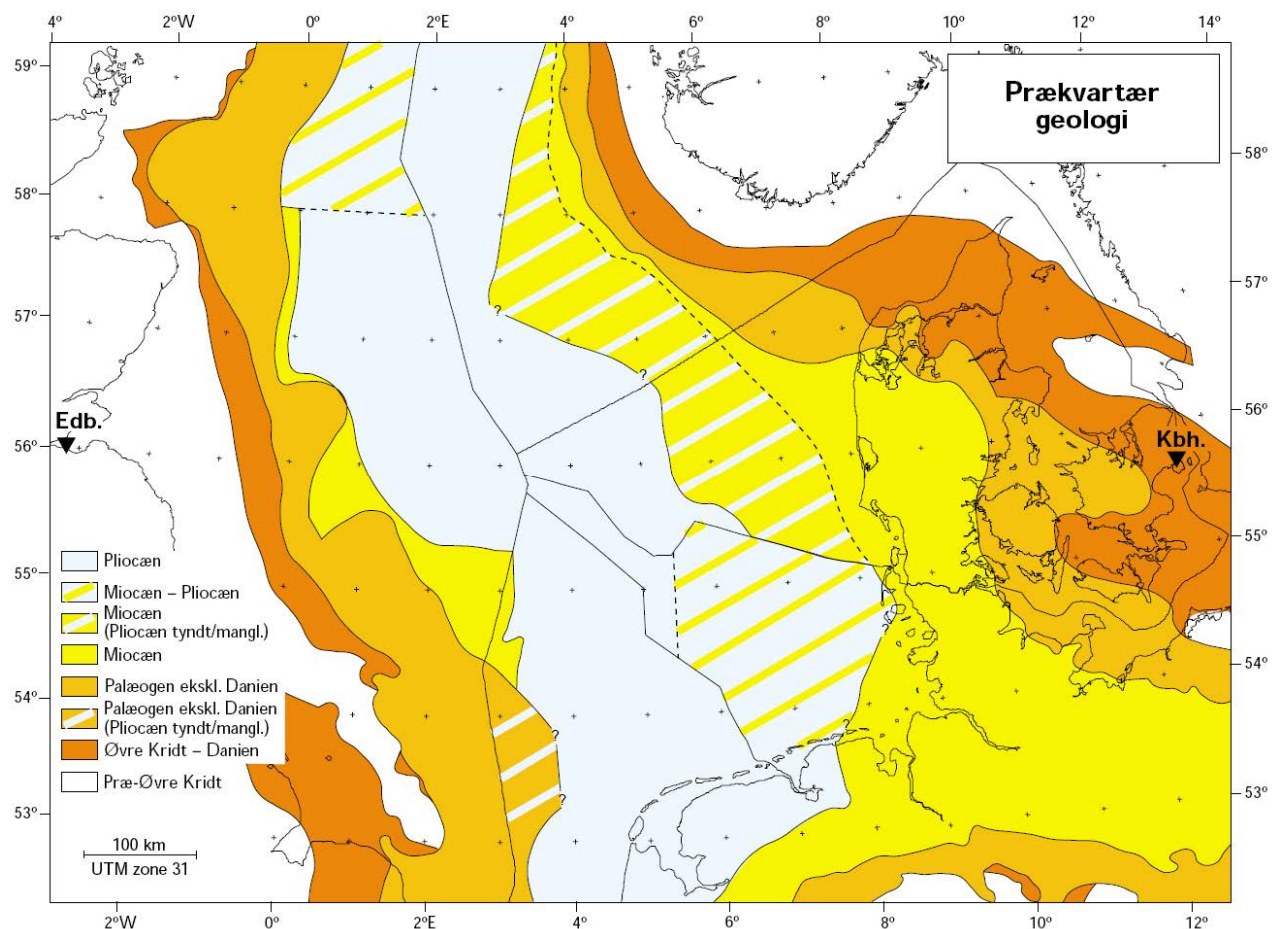 4°
2°W
0°
2°E
4°
6°
8°
10°
12°
14°
59°
58°
57°
56°
55°
54°
53°
58°
57°
56°
55°
54°
53°
Prækvartær
geologi
Edb.
Kbh.
?
?
?
?
?
?
Pliocæn
Miocæn – Pliocæn
Miocæn
(Pliocæn tyndt/mangl.)
Miocæn
Palæogen ekskl. Danien
Palæogen ekskl. Danien
(Pliocæn tyndt/mangl.)
Øvre Kridt – Danien
Præ-Øvre Kridt
100 km
UTM zone 31
2°W
0°
2°E
4°
6°
8°
10°
12°